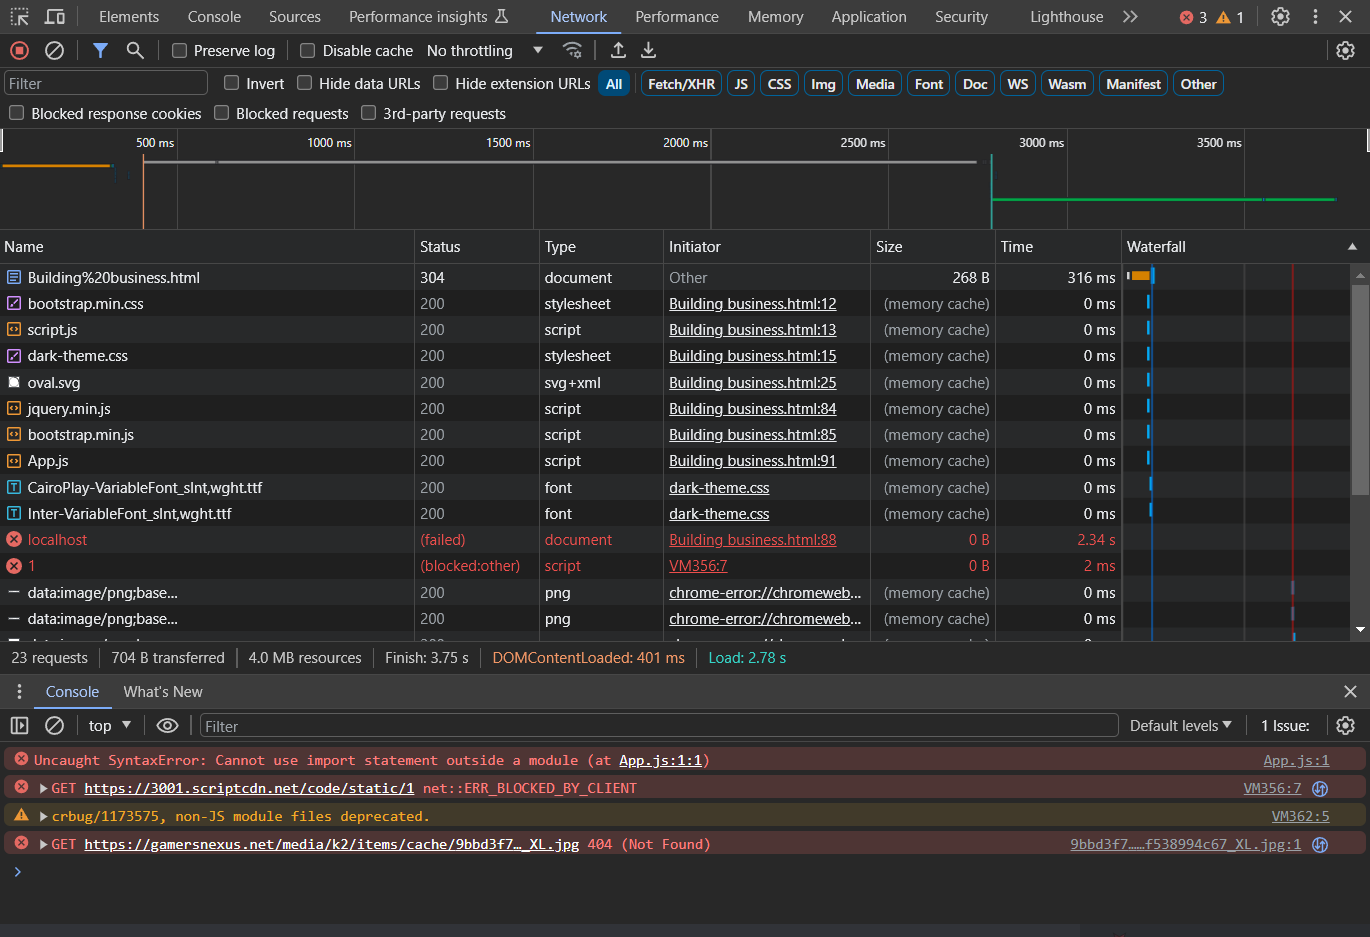 Elements Console Sources Performance insights Network Performance Memory Application Security Lighthouse 3 1
Preserve log Disable cache No throttling
Filter Invert Hide data URLs Hide extension URLs All Fetch/XHR JS CSS Img Media Font Doc WS Wasm Manifest Other
Blocked response cookies Blocked requests 3rd-party requests
500 ms 1000 ms 1500 ms 2000 ms 2500 ms 3000 ms 3500 ms
Name Status Type Initiator Size Time Waterfall
Building%20business.html 304 document Other 268 B 316 ms
bootstrap.min.css 200 stylesheet Building business.html:12 (memory cache) 0 ms
script.js 200 script Building business.html:13 (memory cache) 0 ms
dark-theme.css 200 stylesheet Building business.html:15 (memory cache) 0 ms
oval.svg 200 svg+xml Building business.html:25 (memory cache) 0 ms
jquery.min.js 200 script Building business.html:84 (memory cache) 0 ms
bootstrap.min.js 200 script Building business.html:85 (memory cache) 0 ms
App.js 200 script Building business.html:91 (memory cache) 0 ms
CairoPlay-VariableFont_slnt,wght.ttf 200 font dark-theme.css (memory cache) 0 ms
Inter-VariableFont_slnt,wght.ttf 200 font dark-theme.css (memory cache) 0 ms
localhost (failed) document Building business.html:88 0 B 2.34 s
1 (blocked:other) script VM356:7 0 B 2 ms
data:image/png;base... 200 png chrome-error://chromeweb... (memory cache) 0 ms
data:image/png;base... 200 png chrome-error://chromeweb... (memory cache) 0 ms
23 requests 704 B transferred 4.0 MB resources Finish: 3.75 s DOMContentLoaded: 401 ms Load: 2.78 s
Console What's New
top Filter Default levels 1 Issue:
Uncaught SyntaxError: Cannot use import statement outside a module (at App.js:1:1) App.js:1
GET https://3001.scriptcdn.net/code/static/1 net::ERR_BLOCKED_BY_CLIENT VM356:7
crbug/1173575, non-JS module files deprecated. VM362:5
GET https://gamersnexus.net/media/k2/items/cache/9bbd3f7…_XL.jpg 404 (Not Found) 9bbd3f7……f538994c67_XL.jpg:1